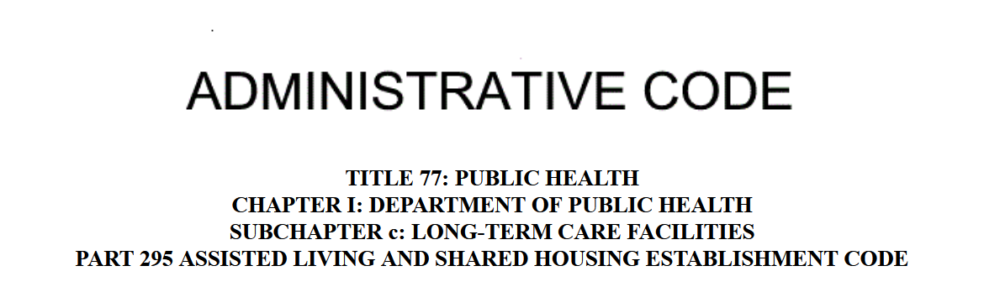 ADMINISTRATIVE CODE
TITLE 77: PUBLIC HEALTH
CHAPTER I: DEPARTMENT OF PUBLIC HEALTH
SUBCHAPTER c: LONG-TERM CARE FACILITIES
PART 295 ASSISTED LIVING AND SHARED HOUSING ESTABLISHMENT CODE